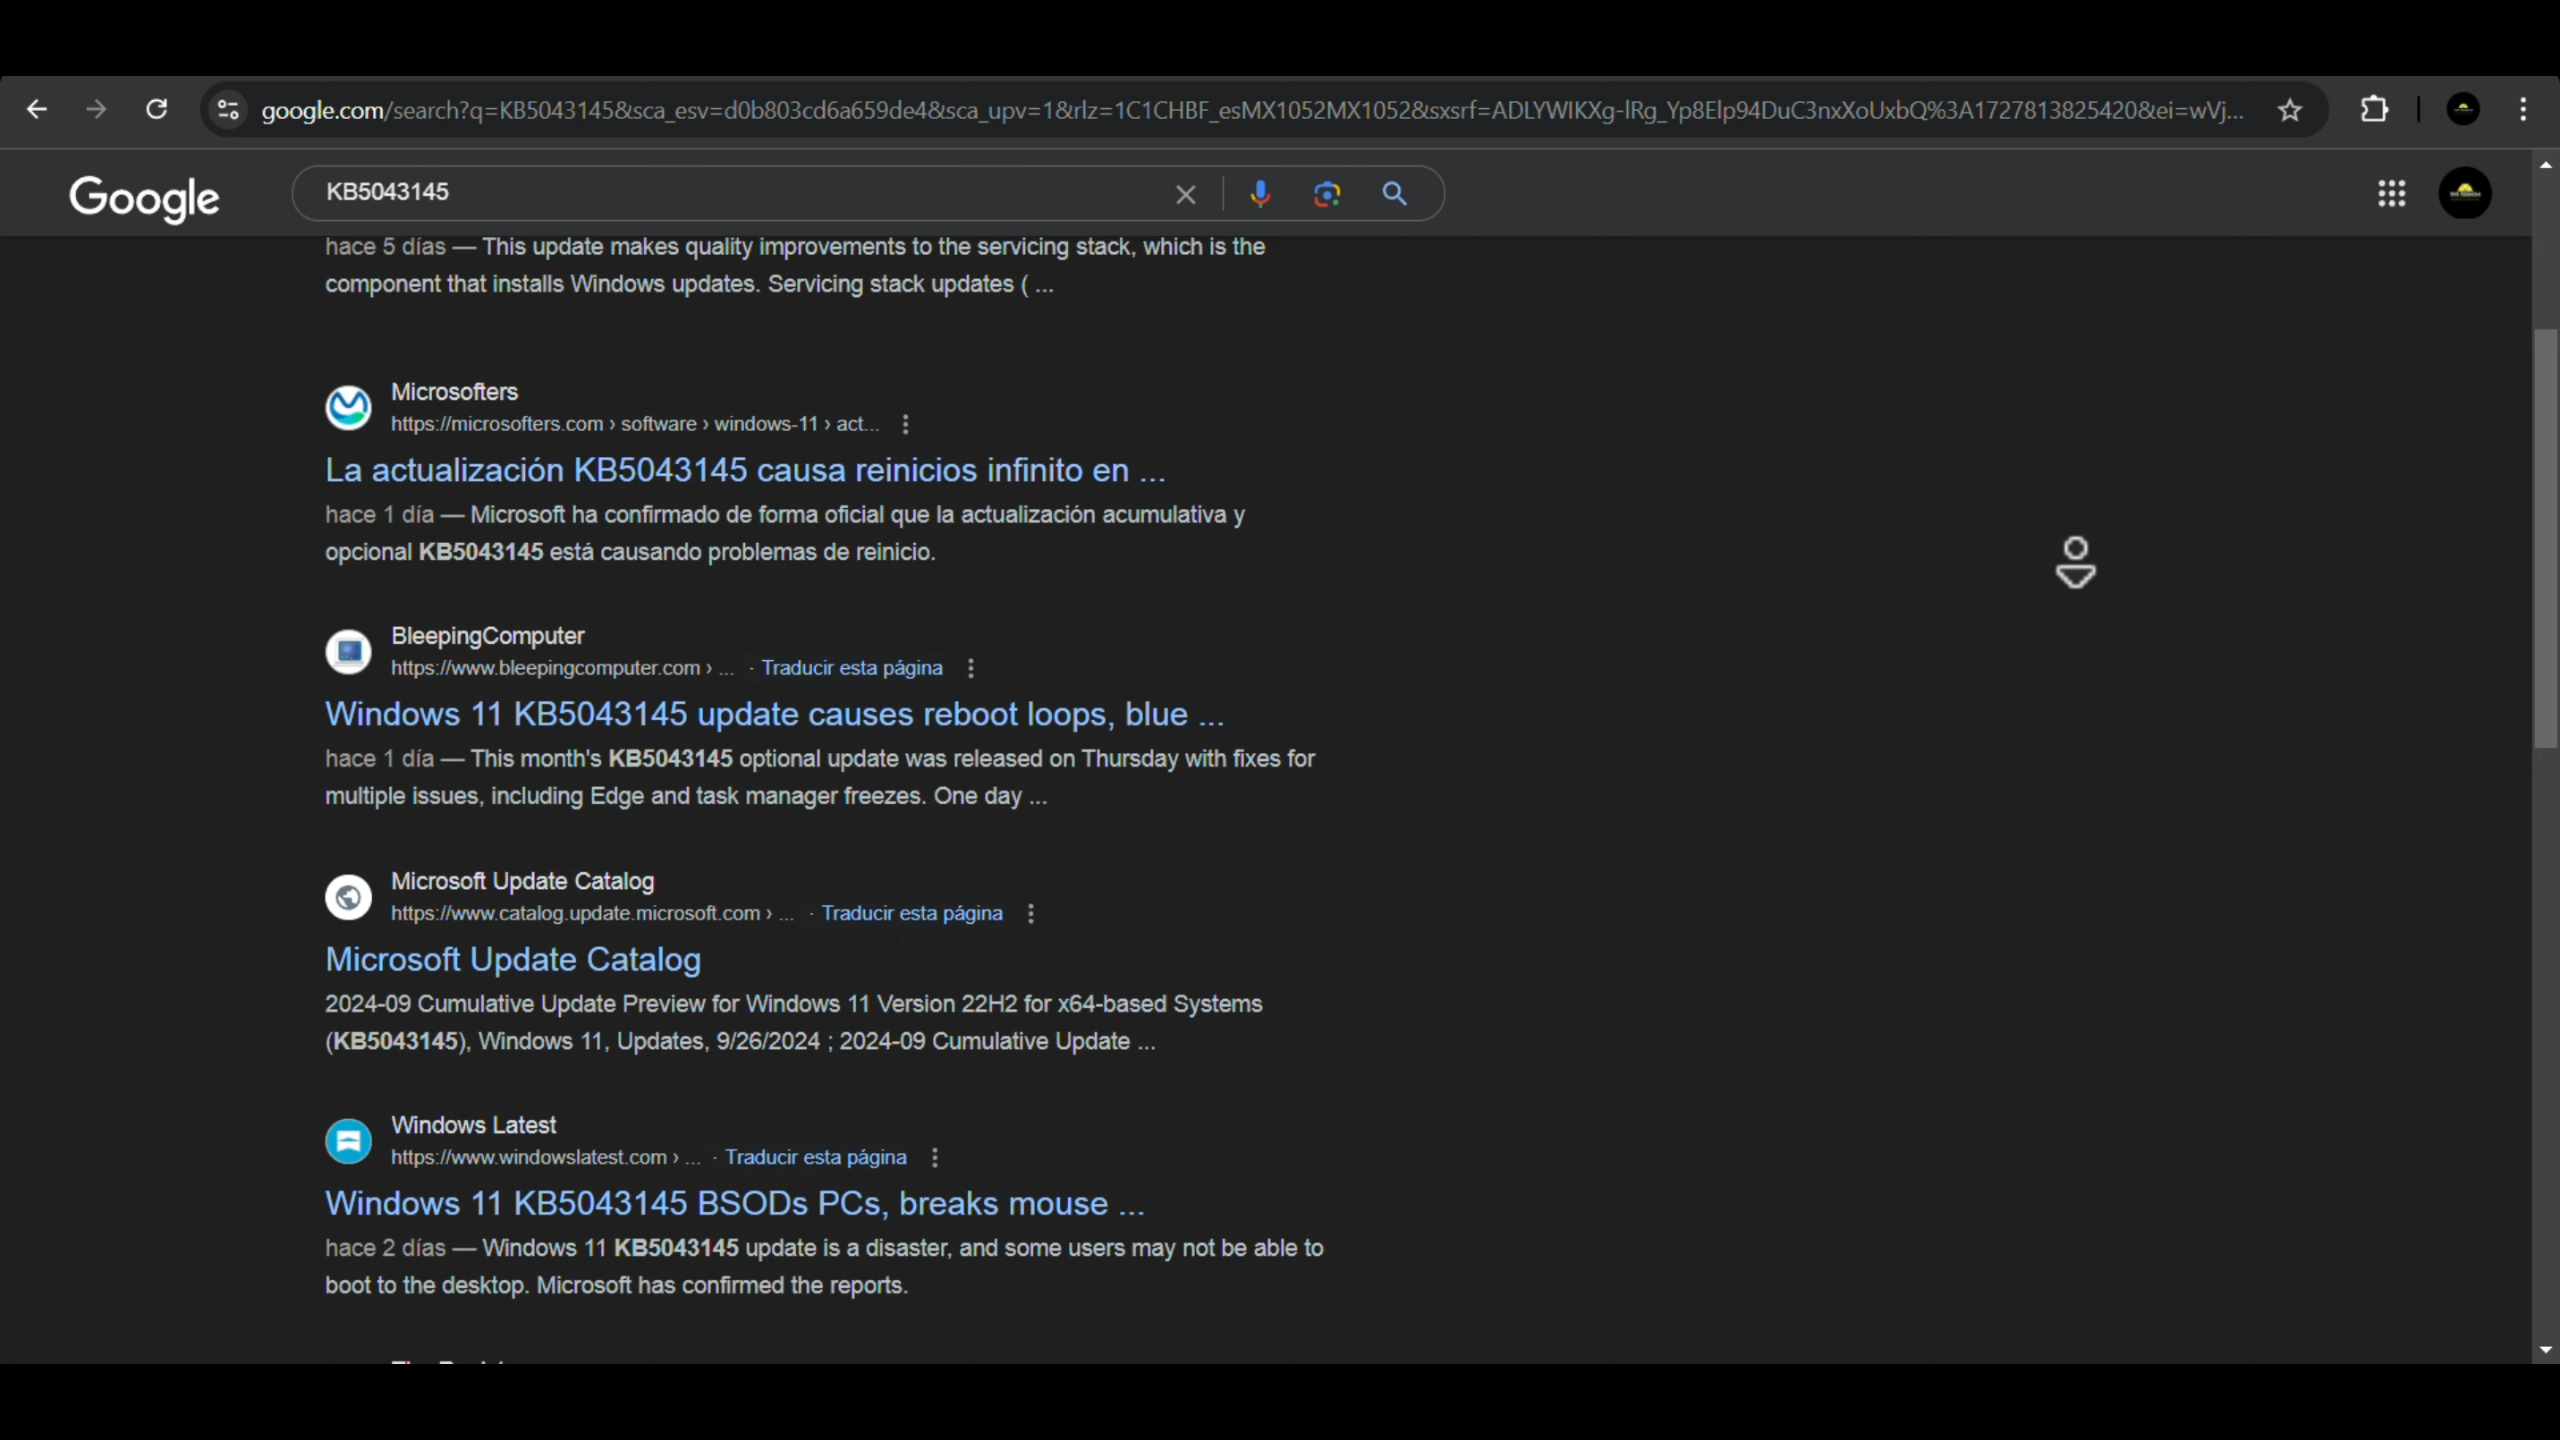 google.com/search?q=KB5043145&sca_esv=d0b803cd6a659de4&sca_upv=1&rlz=1C1CHBF_esMX1052MX1052&sxsrf=ADLYWIKXg-lRg_Yp8Elp94DuC3nxXoUxbQ%3A1727813825420&ei=wVj...
Google
KB5043145
hace 5 días — This update makes quality improvements to the servicing stack, which is the
component that installs Windows updates. Servicing stack updates ( ...
Microsofters
https://microsofters.com › software › windows-11 › act...
La actualización KB5043145 causa reinicios infinito en ...
hace 1 día — Microsoft ha confirmado de forma oficial que la actualización acumulativa y
opcional KB5043145 está causando problemas de reinicio.
BleepingComputer
https://www.bleepingcomputer.com › ... · Traducir esta página
Windows 11 KB5043145 update causes reboot loops, blue ...
hace 1 día — This month's KB5043145 optional update was released on Thursday with fixes for
multiple issues, including Edge and task manager freezes. One day ...
Microsoft Update Catalog
https://www.catalog.update.microsoft.com › ... · Traducir esta página
Microsoft Update Catalog
2024-09 Cumulative Update Preview for Windows 11 Version 22H2 for x64-based Systems
(KB5043145), Windows 11, Updates, 9/26/2024 ; 2024-09 Cumulative Update ...
Windows Latest
https://www.windowslatest.com › ... · Traducir esta página
Windows 11 KB5043145 BSODs PCs, breaks mouse ...
hace 2 días — Windows 11 KB5043145 update is a disaster, and some users may not be able to
boot to the desktop. Microsoft has confirmed the reports.